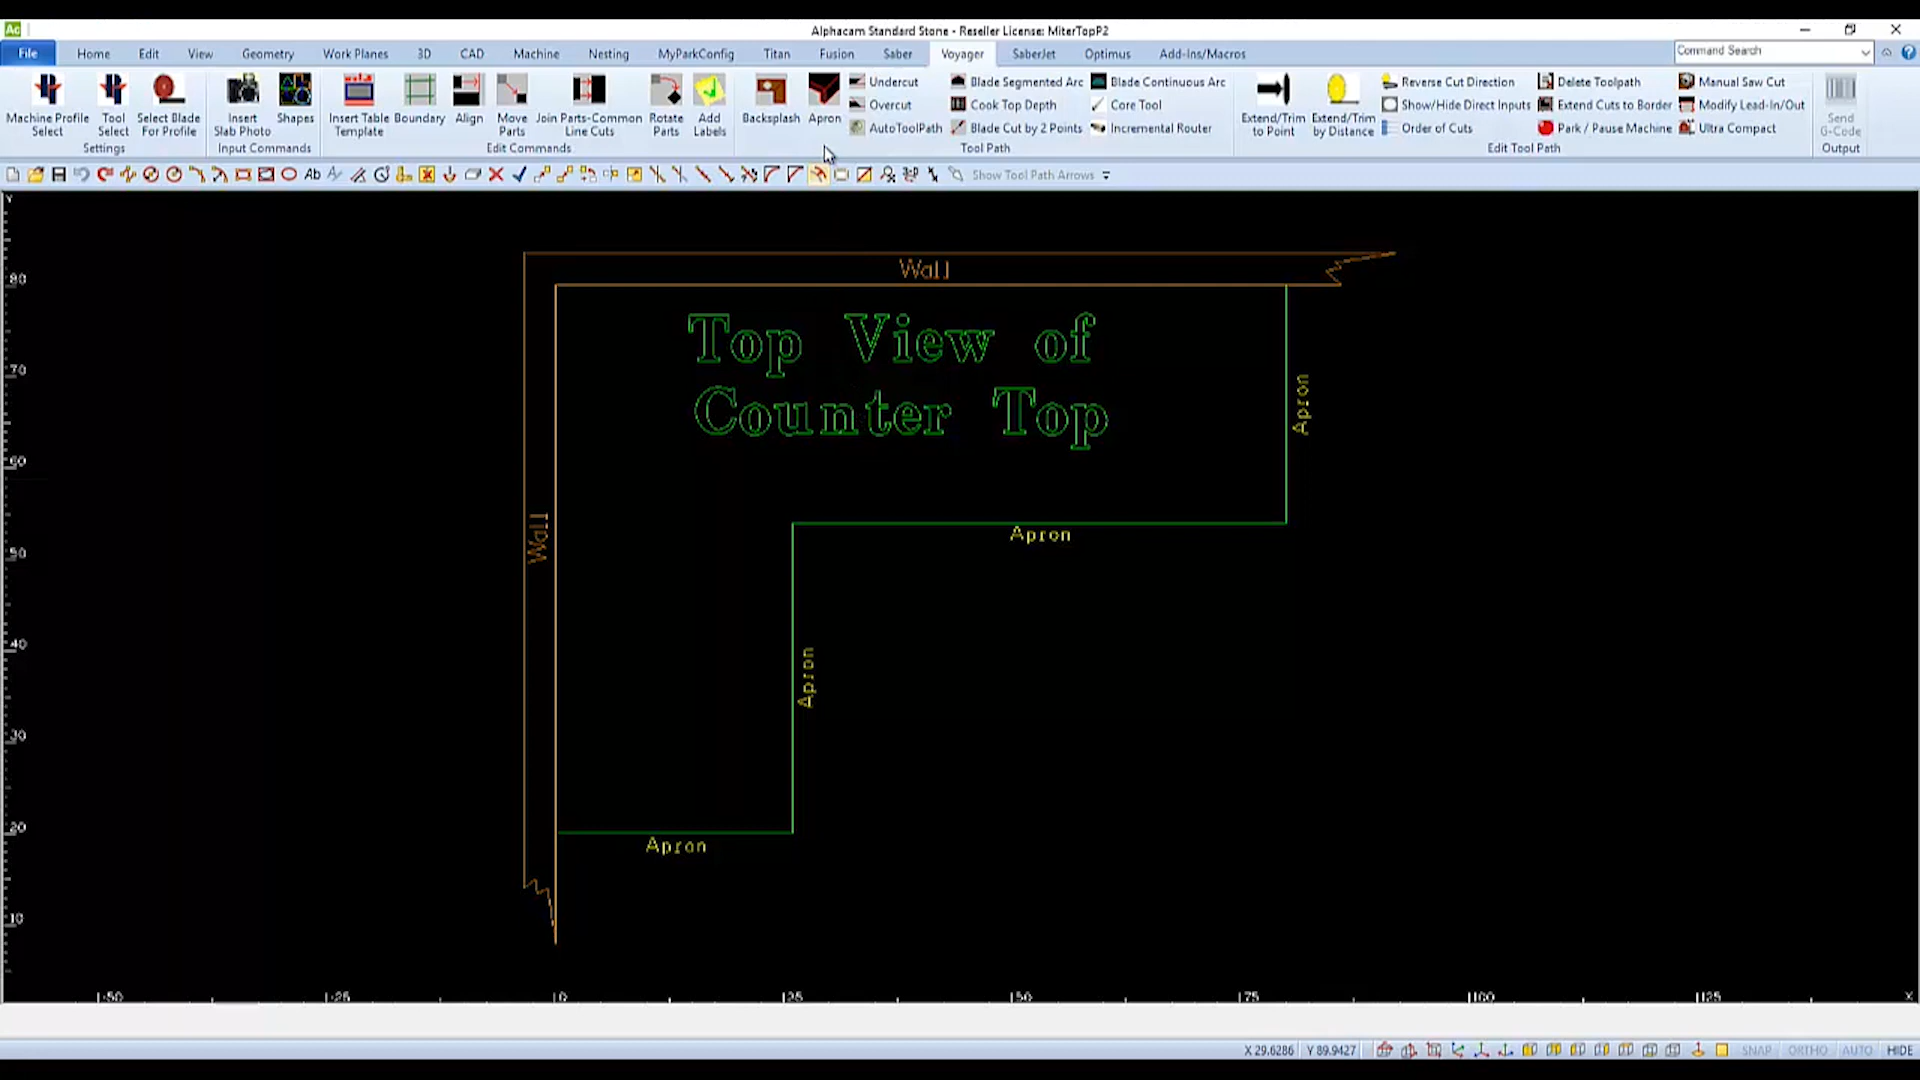 Alphacam Standard Stone - Reseller License: MiterTopP2
File Home Edit View Geometry Work Planes 3D CAD Machine Nesting MyParkConfig Titan Fusion Saber Voyager SaberJet Optimus Add-Ins/Macros Command Search
Machine Profile Select
Tool Select
Select Blade For Profile
Settings
Insert Slab Photo
Shapes
Input Commands
Insert Table Template
Boundary
Align
Move Parts
Join Parts-Common Line Cuts
Rotate Parts
Add Labels
Edit Commands
Backsplash
Apron
Undercut
Overcut
AutoToolPath
Blade Segmented Arc
Cook Top Depth
Blade Cut by 2 Points
Blade Continuous Arc
Core Tool
Incremental Router
Tool Path
Extend/Trim to Point
Extend/Trim by Distance
Reverse Cut Direction
Show/Hide Direct Inputs
Order of Cuts
Delete Toolpath
Extend Cuts to Border
Park / Pause Machine
Manual Saw Cut
Modify Lead-In/Out
Ultra Compact
Edit Tool Path
Send G-Code
Output
Ab
Show Tool Path Arrows
Y
80
70
60
50
40
30
20
10
Wall
Top View of
Counter Top
Apron
Wall
Apron
Apron
Apron
-50 -25 0 25 50 75 100 125 X
X 29.6286 Y 89.9427 SNAP ORTHO AUTO HIDE